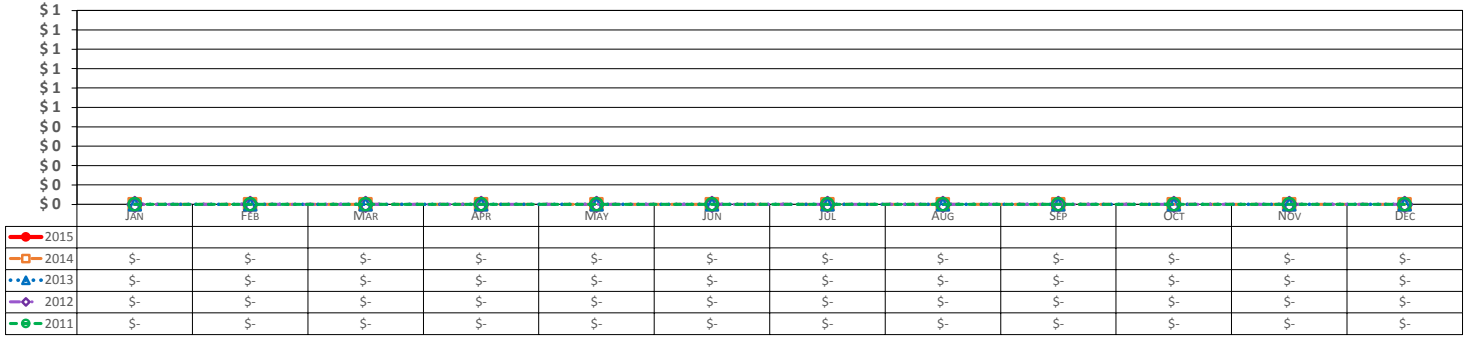 $1
$1
$1
$1
$1
$1
$0
$0
$0
$0
$0
JAN FEB MAR APR MAY JUN JUL AUG SEP OCT NOV DEC
2015
2014 $- $- $- $- $- $- $- $- $- $- $- $-
2013 $- $- $- $- $- $- $- $- $- $- $- $-
2012 $- $- $- $- $- $- $- $- $- $- $- $-
2011 $- $- $- $- $- $- $- $- $- $- $- $-